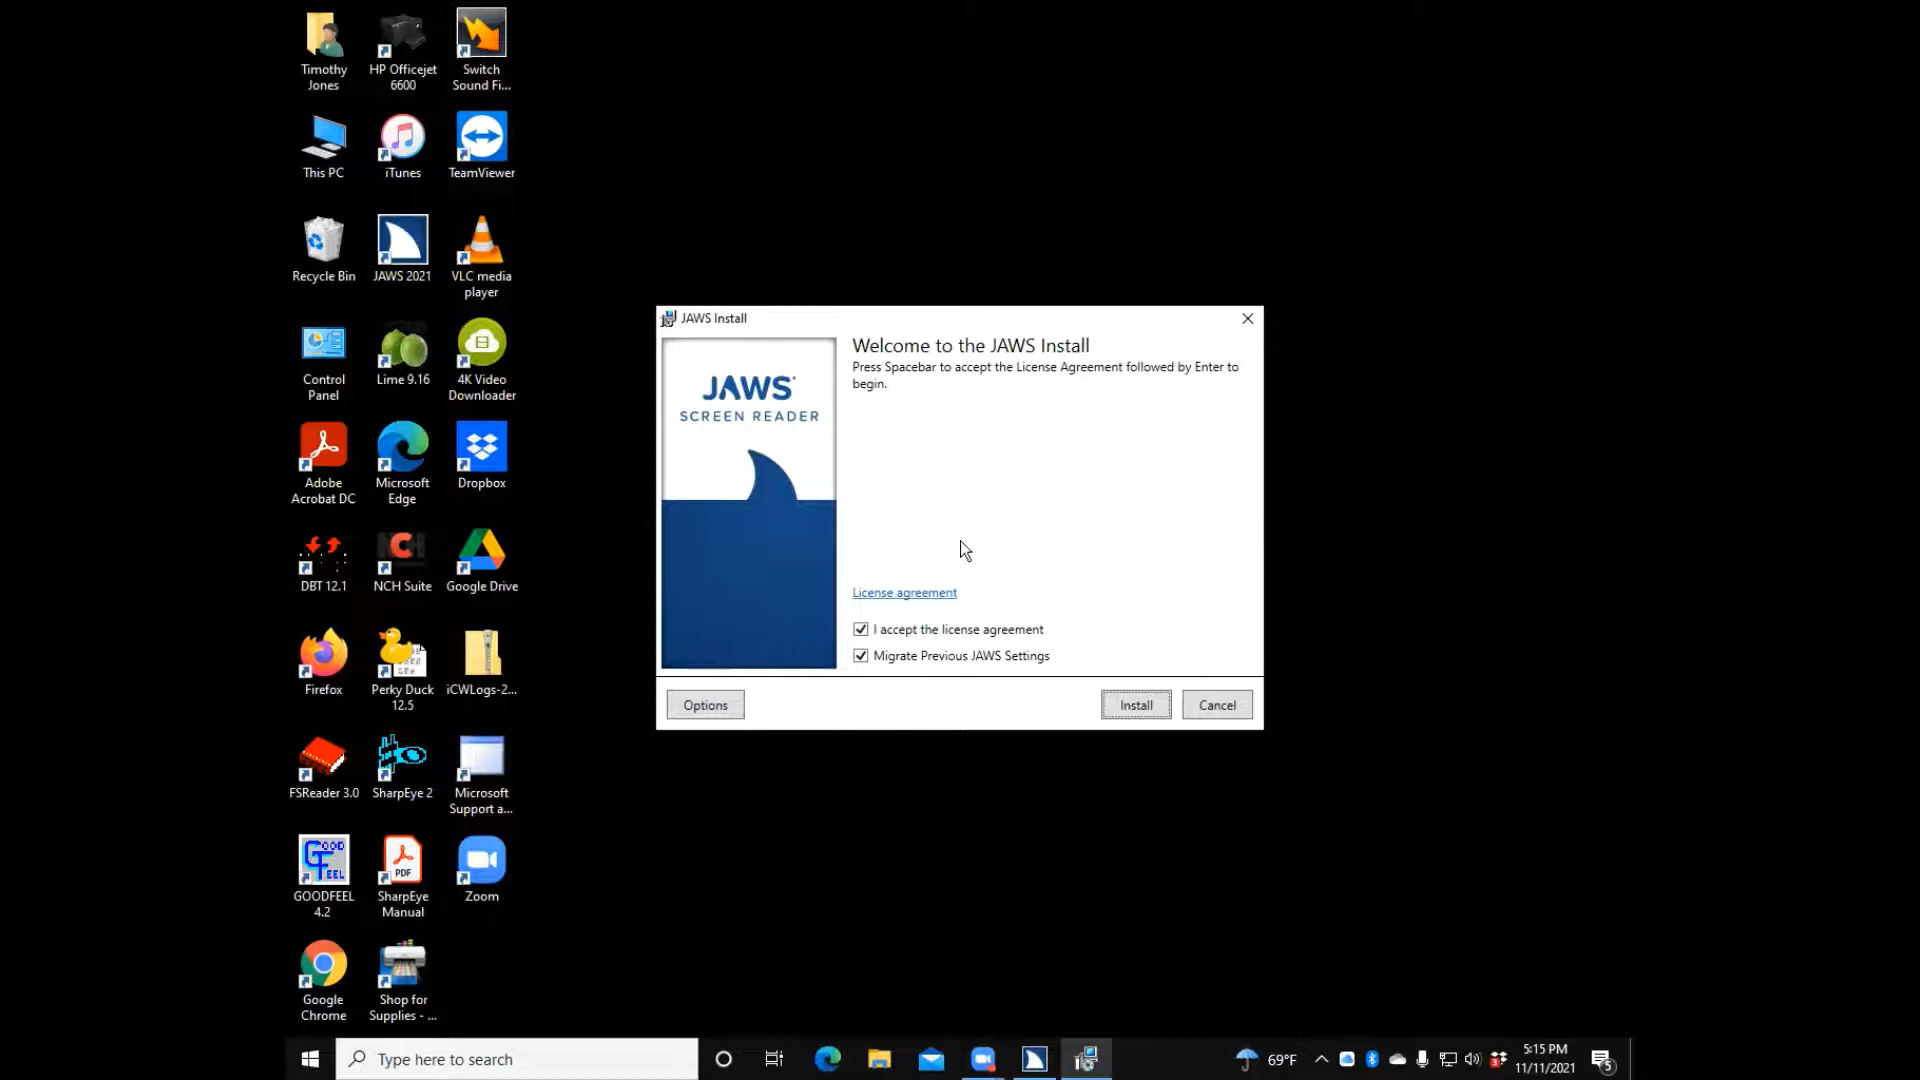 Timothy
Jones
HP Officejet
6600
Switch
Sound Fi...
This PC
iTunes
TeamViewer
Recycle Bin
JAWS 2021
VLC media
player
Control
Panel
Lime 9.16
4K Video
Downloader
Adobe
Acrobat DC
Microsoft
Edge
Dropbox
DBT 12.1
NCH Suite
Google Drive
Firefox
Perky Duck
12.5
iCWLogs-2...
FSReader 3.0
SharpEye 2
Microsoft
Support a...
GOOD
FEEL
GOODFEEL
4.2
PDF
SharpEye
Manual
Zoom
Google
Chrome
Shop for
Supplies - ...
JAWS Install
JAWS
SCREEN READER
Welcome to the JAWS Install
Press Spacebar to accept the License Agreement followed by Enter to
begin.
License agreement
I accept the license agreement
Migrate Previous JAWS Settings
Options
Install
Cancel
Type here to search
69°F
5:15 PM
11/11/2021
5